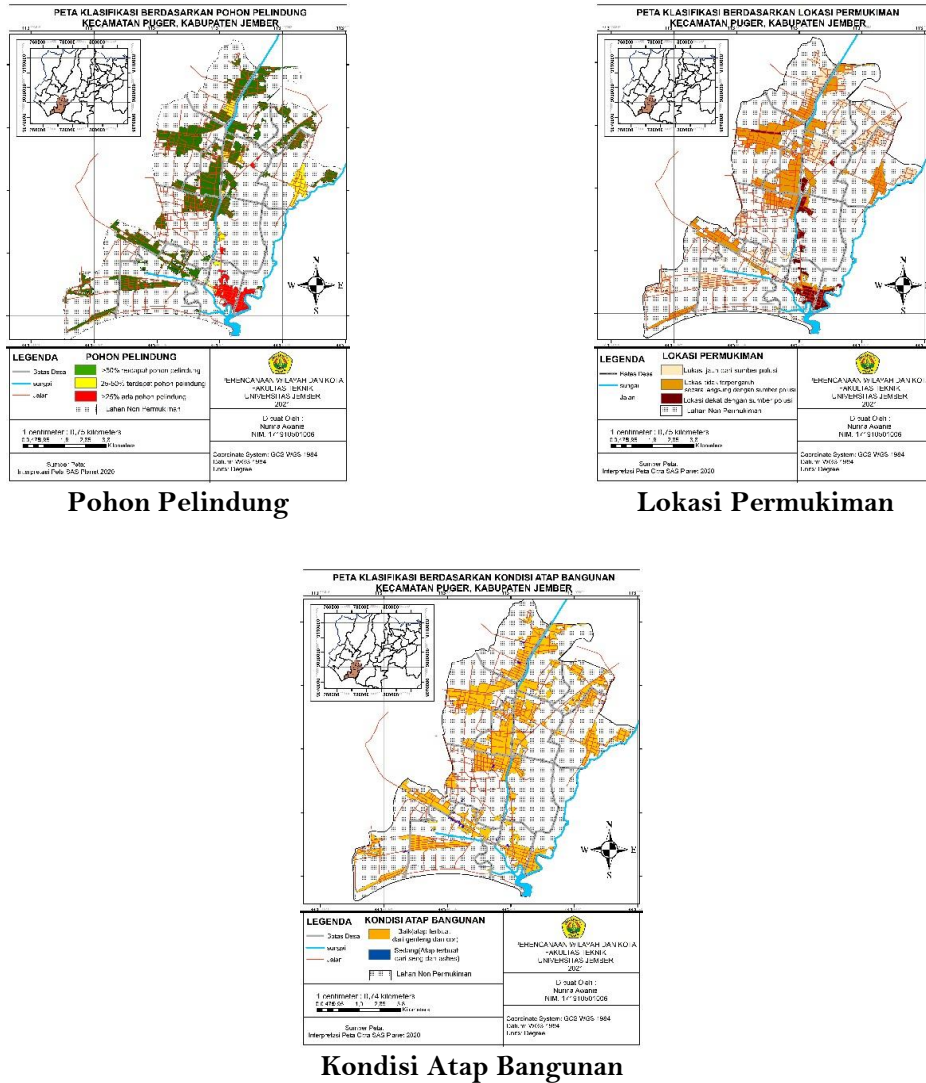 PETA KLASIFIKASI BERDASARKAN POHON PELINDUNG
KECAMATAN PUGER, KABUPATEN JEMBER
N
W E
S
LEGENDA
Batas Desa
sungai
POHON PELINDUNG
>50% terdapat pohon pelindung
25-50% terdapat pohon pelindung
>25% ada pohon pelindung
Lahan Non Permukiman
PERENCANAAN WILAYAH DAN KOTA
FAKULTAS TEKNIK
UNIVERSITAS JEMBER
2021
1 centimeter : 0,75 kilometers
Kilometers
Dibuat Oleh :
Nurina Awanis
NIM.
Sumber Peta:
Interpretasi Peta SAS Planet 2020
Coordinate System: GCS WGS 1984
Datum: WGS 1984
Units: Degree
Pohon Pelindung
PETA KLASIFIKASI BERDASARKAN LOKASI PERMUKIMAN
KECAMATAN PUGER, KABUPATEN JEMBER
N
W E
S
LEGENDA
Batas Desa
sungai
Jalan
LOKASI PERMUKIMAN
Lokasi jauh dari sumber polusi
Lokasi tidak terpengaruh
secara langsung dengan sumber polusi
Lokasi dekat dengan sumber polusi
Lahan Non Permukiman
PERENCANAAN WILAYAH DAN KOTA
FAKULTAS TEKNIK
UNIVERSITAS JEMBER
2021
1 centimeter : 0,75 kilometers
Kilometers
Dibuat Oleh :
Nurina Awanis
NIM.
Sumber Peta:
Interpretasi Peta Citra SAS Planet 2020
Coordinate System: GCS WGS 1984
Datum: WGS 1984
Units: Degree
Lokasi Permukiman
PETA KLASIFIKASI BERDASARKAN KONDISI ATAP BANGUNAN
KECAMATAN PUGER, KABUPATEN JEMBER
N
W E
S
LEGENDA
Batas Desa
sungai
Jalan
KONDISI ATAP BANGUNAN
Baik(atap terbuat
dari genteng dan cor)
Sedang(Atap terbuat
dari seng dan asbes)
Lahan Non Permukiman
PERENCANAAN WILAYAH DAN KOTA
FAKULTAS TEKNIK
UNIVERSITAS JEMBER
2021
1 centimeter : 0,74 kilometers
Kilometers
Dibuat Oleh :
Nurina Awanis
NIM.
Sumber Peta:
Interpretasi Peta Citra SAS Planet 2020
Coordinate System: GCS WGS 1984
Datum: WGS 1984
Units: Degree
Kondisi Atap Bangunan